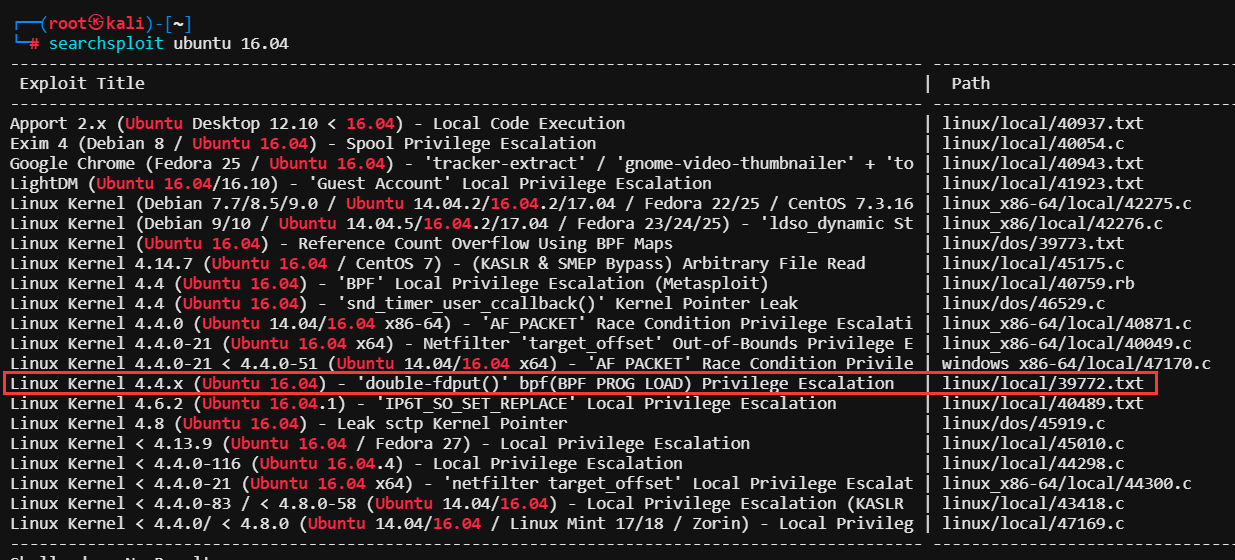 ┌──(root㉿kali)-[~]
└─# searchsploit ubuntu 16.04
------------------------------------------------------------------------------------------- ------------------------------
Exploit Title | Path
------------------------------------------------------------------------------------------- ------------------------------
Apport 2.x (Ubuntu Desktop 12.10 < 16.04) - Local Code Execution | linux/local/40937.txt
Exim 4 (Debian 8 / Ubuntu 16.04) - Spool Privilege Escalation | linux/local/40054.c
Google Chrome (Fedora 25 / Ubuntu 16.04) - 'tracker-extract' / 'gnome-video-thumbnailer' + 'to | linux/local/40943.txt
LightDM (Ubuntu 16.04/16.10) - 'Guest Account' Local Privilege Escalation | linux/local/41923.txt
Linux Kernel (Debian 7.7/8.5/9.0 / Ubuntu 14.04.2/16.04.2/17.04 / Fedora 22/25 / CentOS 7.3.16 | linux_x86-64/local/42275.c
Linux Kernel (Debian 9/10 / Ubuntu 14.04.5/16.04.2/17.04 / Fedora 23/24/25) - 'ldso_dynamic St | linux_x86/local/42276.c
Linux Kernel (Ubuntu 16.04) - Reference Count Overflow Using BPF Maps | linux/dos/39773.txt
Linux Kernel 4.14.7 (Ubuntu 16.04 / CentOS 7) - (KASLR & SMEP Bypass) Arbitrary File Read | linux/local/45175.c
Linux Kernel 4.4 (Ubuntu 16.04) - 'BPF' Local Privilege Escalation (Metasploit) | linux/local/40759.rb
Linux Kernel 4.4 (Ubuntu 16.04) - 'snd_timer_user_ccallback()' Kernel Pointer Leak | linux/dos/46529.c
Linux Kernel 4.4.0 (Ubuntu 14.04/16.04 x86-64) - 'AF_PACKET' Race Condition Privilege Escalati | linux_x86-64/local/40871.c
Linux Kernel 4.4.0-21 (Ubuntu 16.04 x64) - Netfilter 'target_offset' Out-of-Bounds Privilege E | linux_x86-64/local/40049.c
Linux Kernel 4.4.0-21 < 4.4.0-51 (Ubuntu 14.04/16.04 x64) - 'AF_PACKET' Race Condition Privile | windows_x86-64/local/47170.c
Linux Kernel 4.4.x (Ubuntu 16.04) - 'double-fdput()' bpf(BPF_PROG_LOAD) Privilege Escalation | linux/local/39772.txt
Linux Kernel 4.6.2 (Ubuntu 16.04.1) - 'IP6T_SO_SET_REPLACE' Local Privilege Escalation | linux/local/40489.txt
Linux Kernel 4.8 (Ubuntu 16.04) - Leak sctp Kernel Pointer | linux/dos/45919.c
Linux Kernel < 4.13.9 (Ubuntu 16.04 / Fedora 27) - Local Privilege Escalation | linux/local/45010.c
Linux Kernel < 4.4.0-116 (Ubuntu 16.04.4) - Local Privilege Escalation | linux/local/44298.c
Linux Kernel < 4.4.0-21 (Ubuntu 16.04 x64) - 'netfilter target_offset' Local Privilege Escalat | linux_x86-64/local/44300.c
Linux Kernel < 4.4.0-83 / < 4.8.0-58 (Ubuntu 14.04/16.04) - Local Privilege Escalation (KASLR | linux/local/43418.c
Linux Kernel < 4.4.0/ < 4.8.0 (Ubuntu 14.04/16.04 / Linux Mint 17/18 / Zorin) - Local Privileg | linux/local/47169.c
------------------------------------------------------------------------------------------- ------------------------------